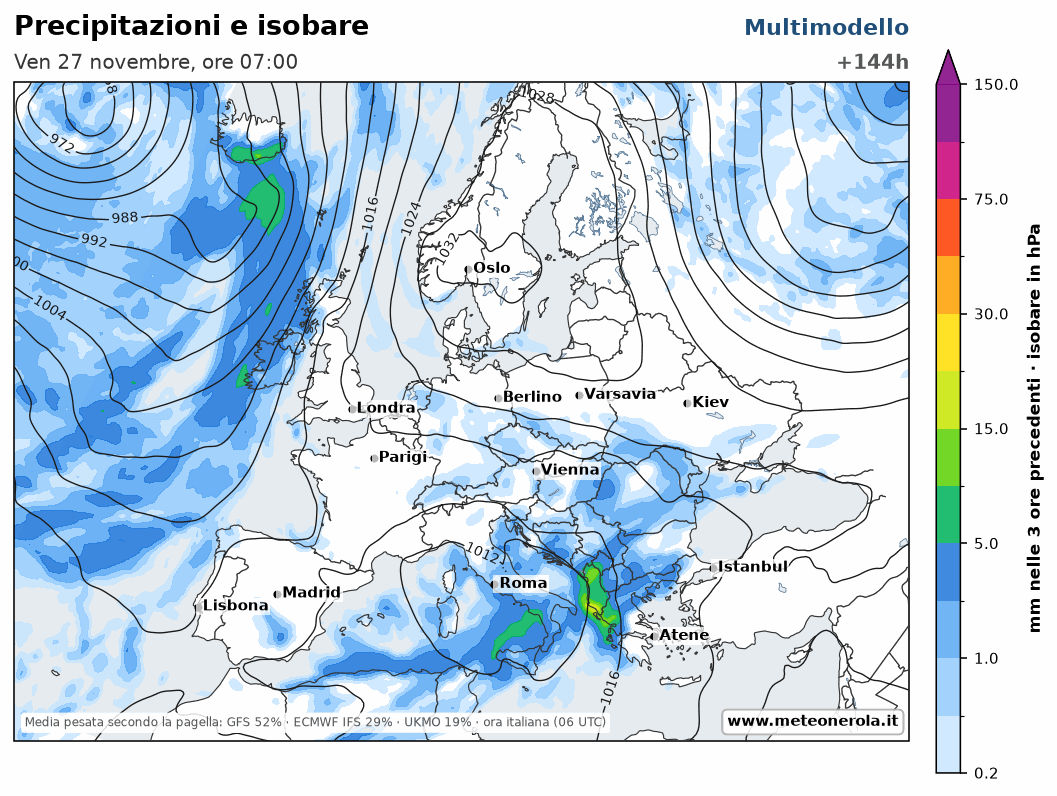 Precipitazioni e isobare
Multimodello
Ven 27 novembre, ore 07:00
+144h
972
988
992
1004
1016
1024
1028
1032
1012
1016
Oslo
Londra
Berlino
Varsavia
Kiev
Parigi
Vienna
Madrid
Lisbona
Roma
Istanbul
Atene
Media pesata secondo la pagella: GFS 52% · ECMWF IFS 29% · UKMO 19% · ora italiana (06 UTC)
www.meteonerola.it
150.0
75.0
30.0
15.0
5.0
1.0
0.2
mm nelle 3 ore precedenti · isobare in hPa